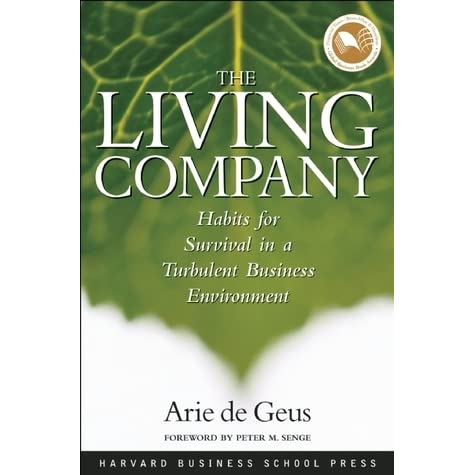 THE
LIVING
COMPANY
Habits for
Survival in a
Turbulent Business
Environment
Arie de Geus
FOREWORD BY PETER M. SENGE
HARVARD BUSINESS SCHOOL PRESS